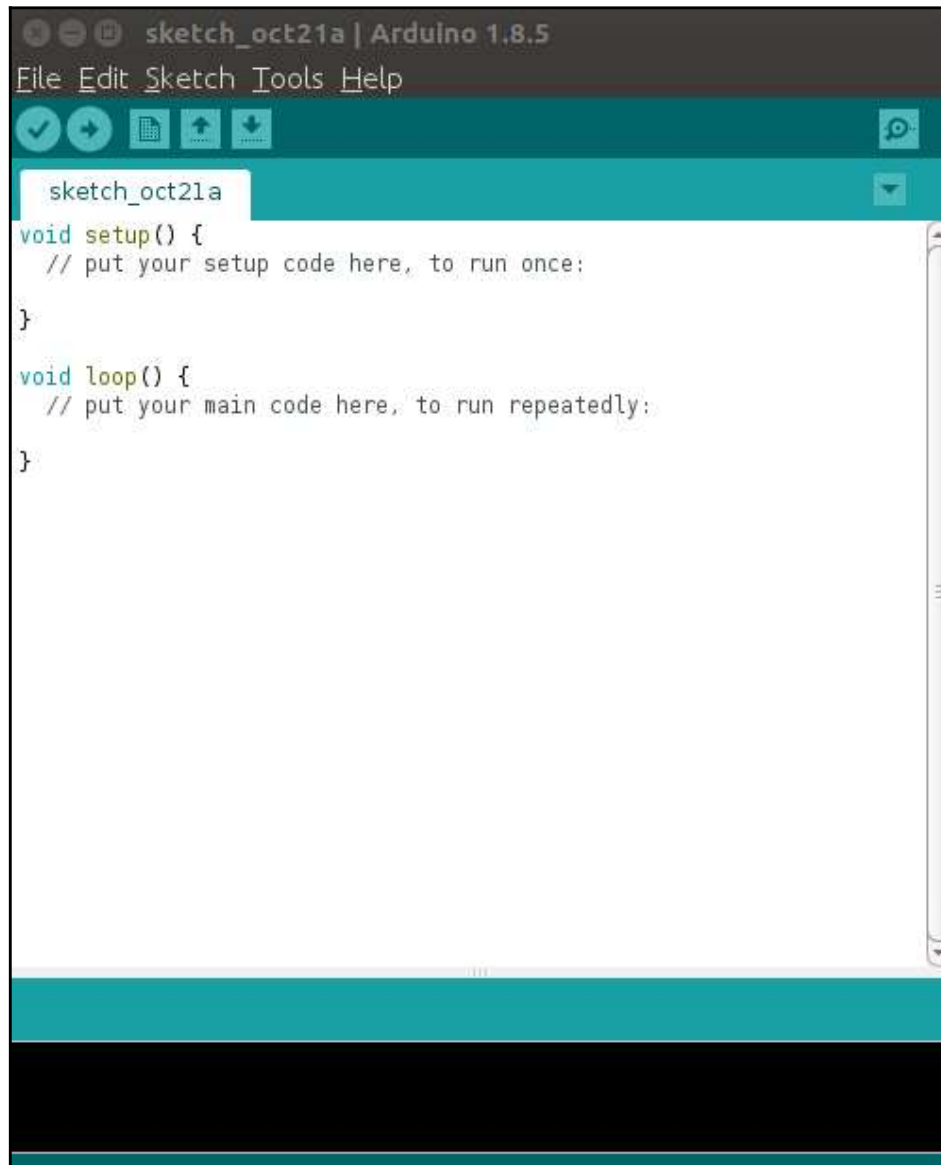 sketch_oct21a | Arduino 1.8.5
File Edit Sketch Tools Help
sketch_oct21a
void setup() {
  // put your setup code here, to run once:
}
void loop() {
  // put your main code here, to run repeatedly:
}